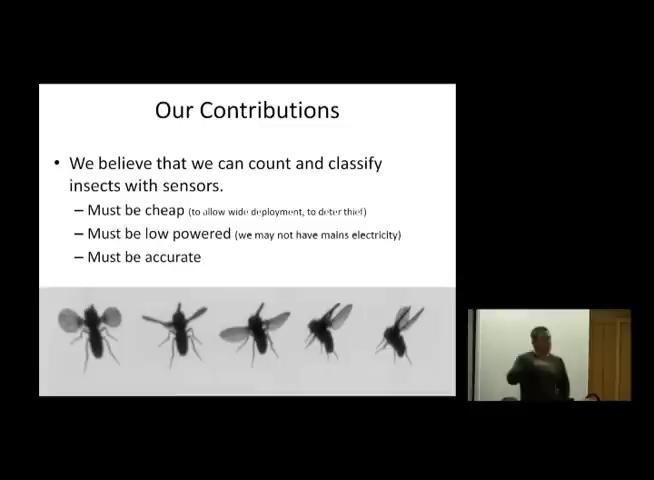 Our Contributions
• We believe that we can count and classify
insects with sensors.
– Must be cheap (to allow wide deployment, to deter thief)
– Must be low powered (we may not have mains electricity)
– Must be accurate